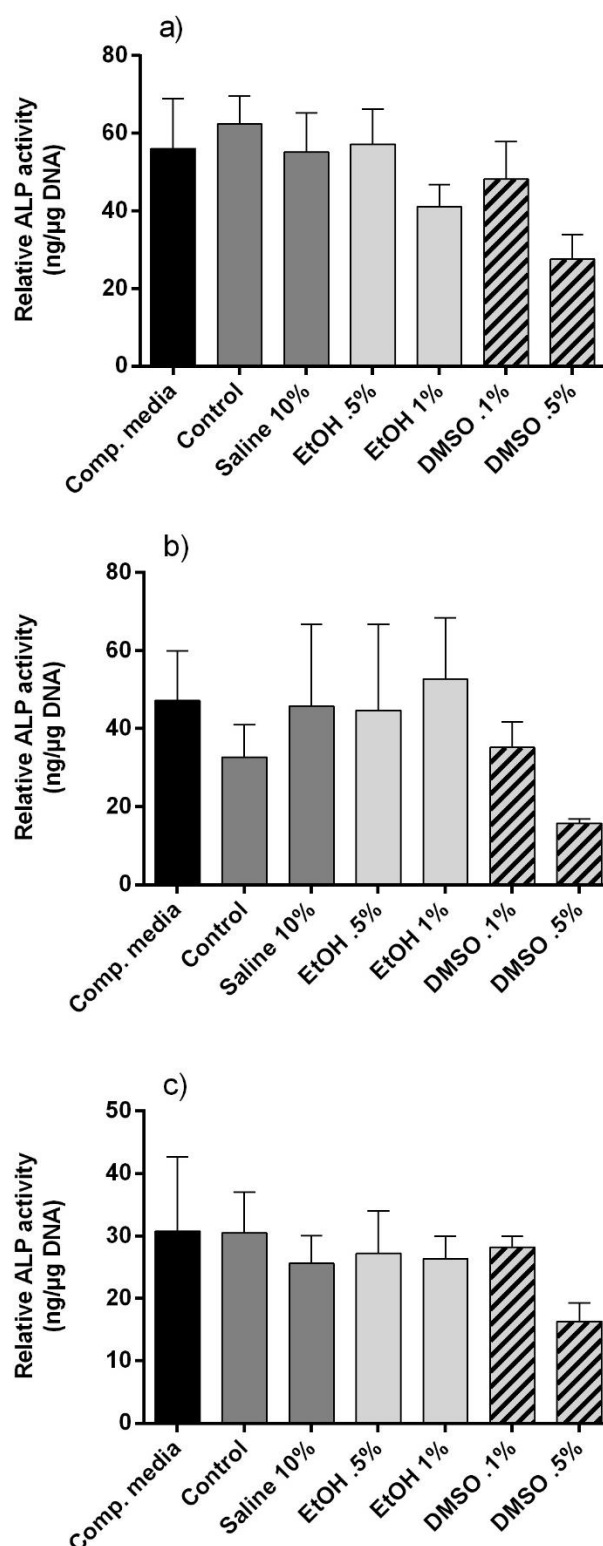 a)
Relative ALP activity
(ng/µg DNA)
80
60
40
20
0
Comp. media
Control
Saline 10%
EtOH .5%
EtOH 1%
DMSO .1%
DMSO .5%
b)
Relative ALP activity
(ng/µg DNA)
80
60
40
20
0
Comp. media
Control
Saline 10%
EtOH .5%
EtOH 1%
DMSO .1%
DMSO .5%
c)
Relative ALP activity
(ng/µg DNA)
50
40
30
20
10
0
Comp. media
Control
Saline 10%
EtOH .5%
EtOH 1%
DMSO .1%
DMSO .5%